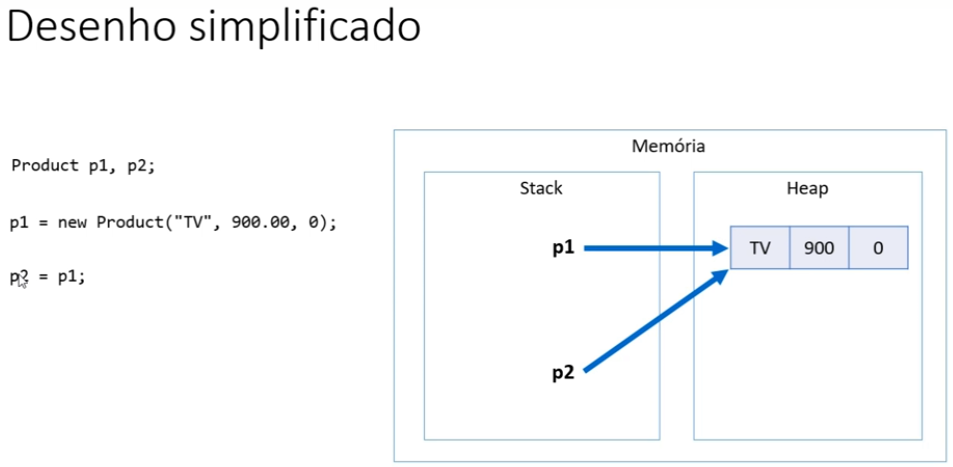 Desenho simplificado
Product p1, p2;
p1 = new Product("TV", 900.00, 0);
p2 = p1;
Memória
Stack
Heap
p1
TV
900
0
p2